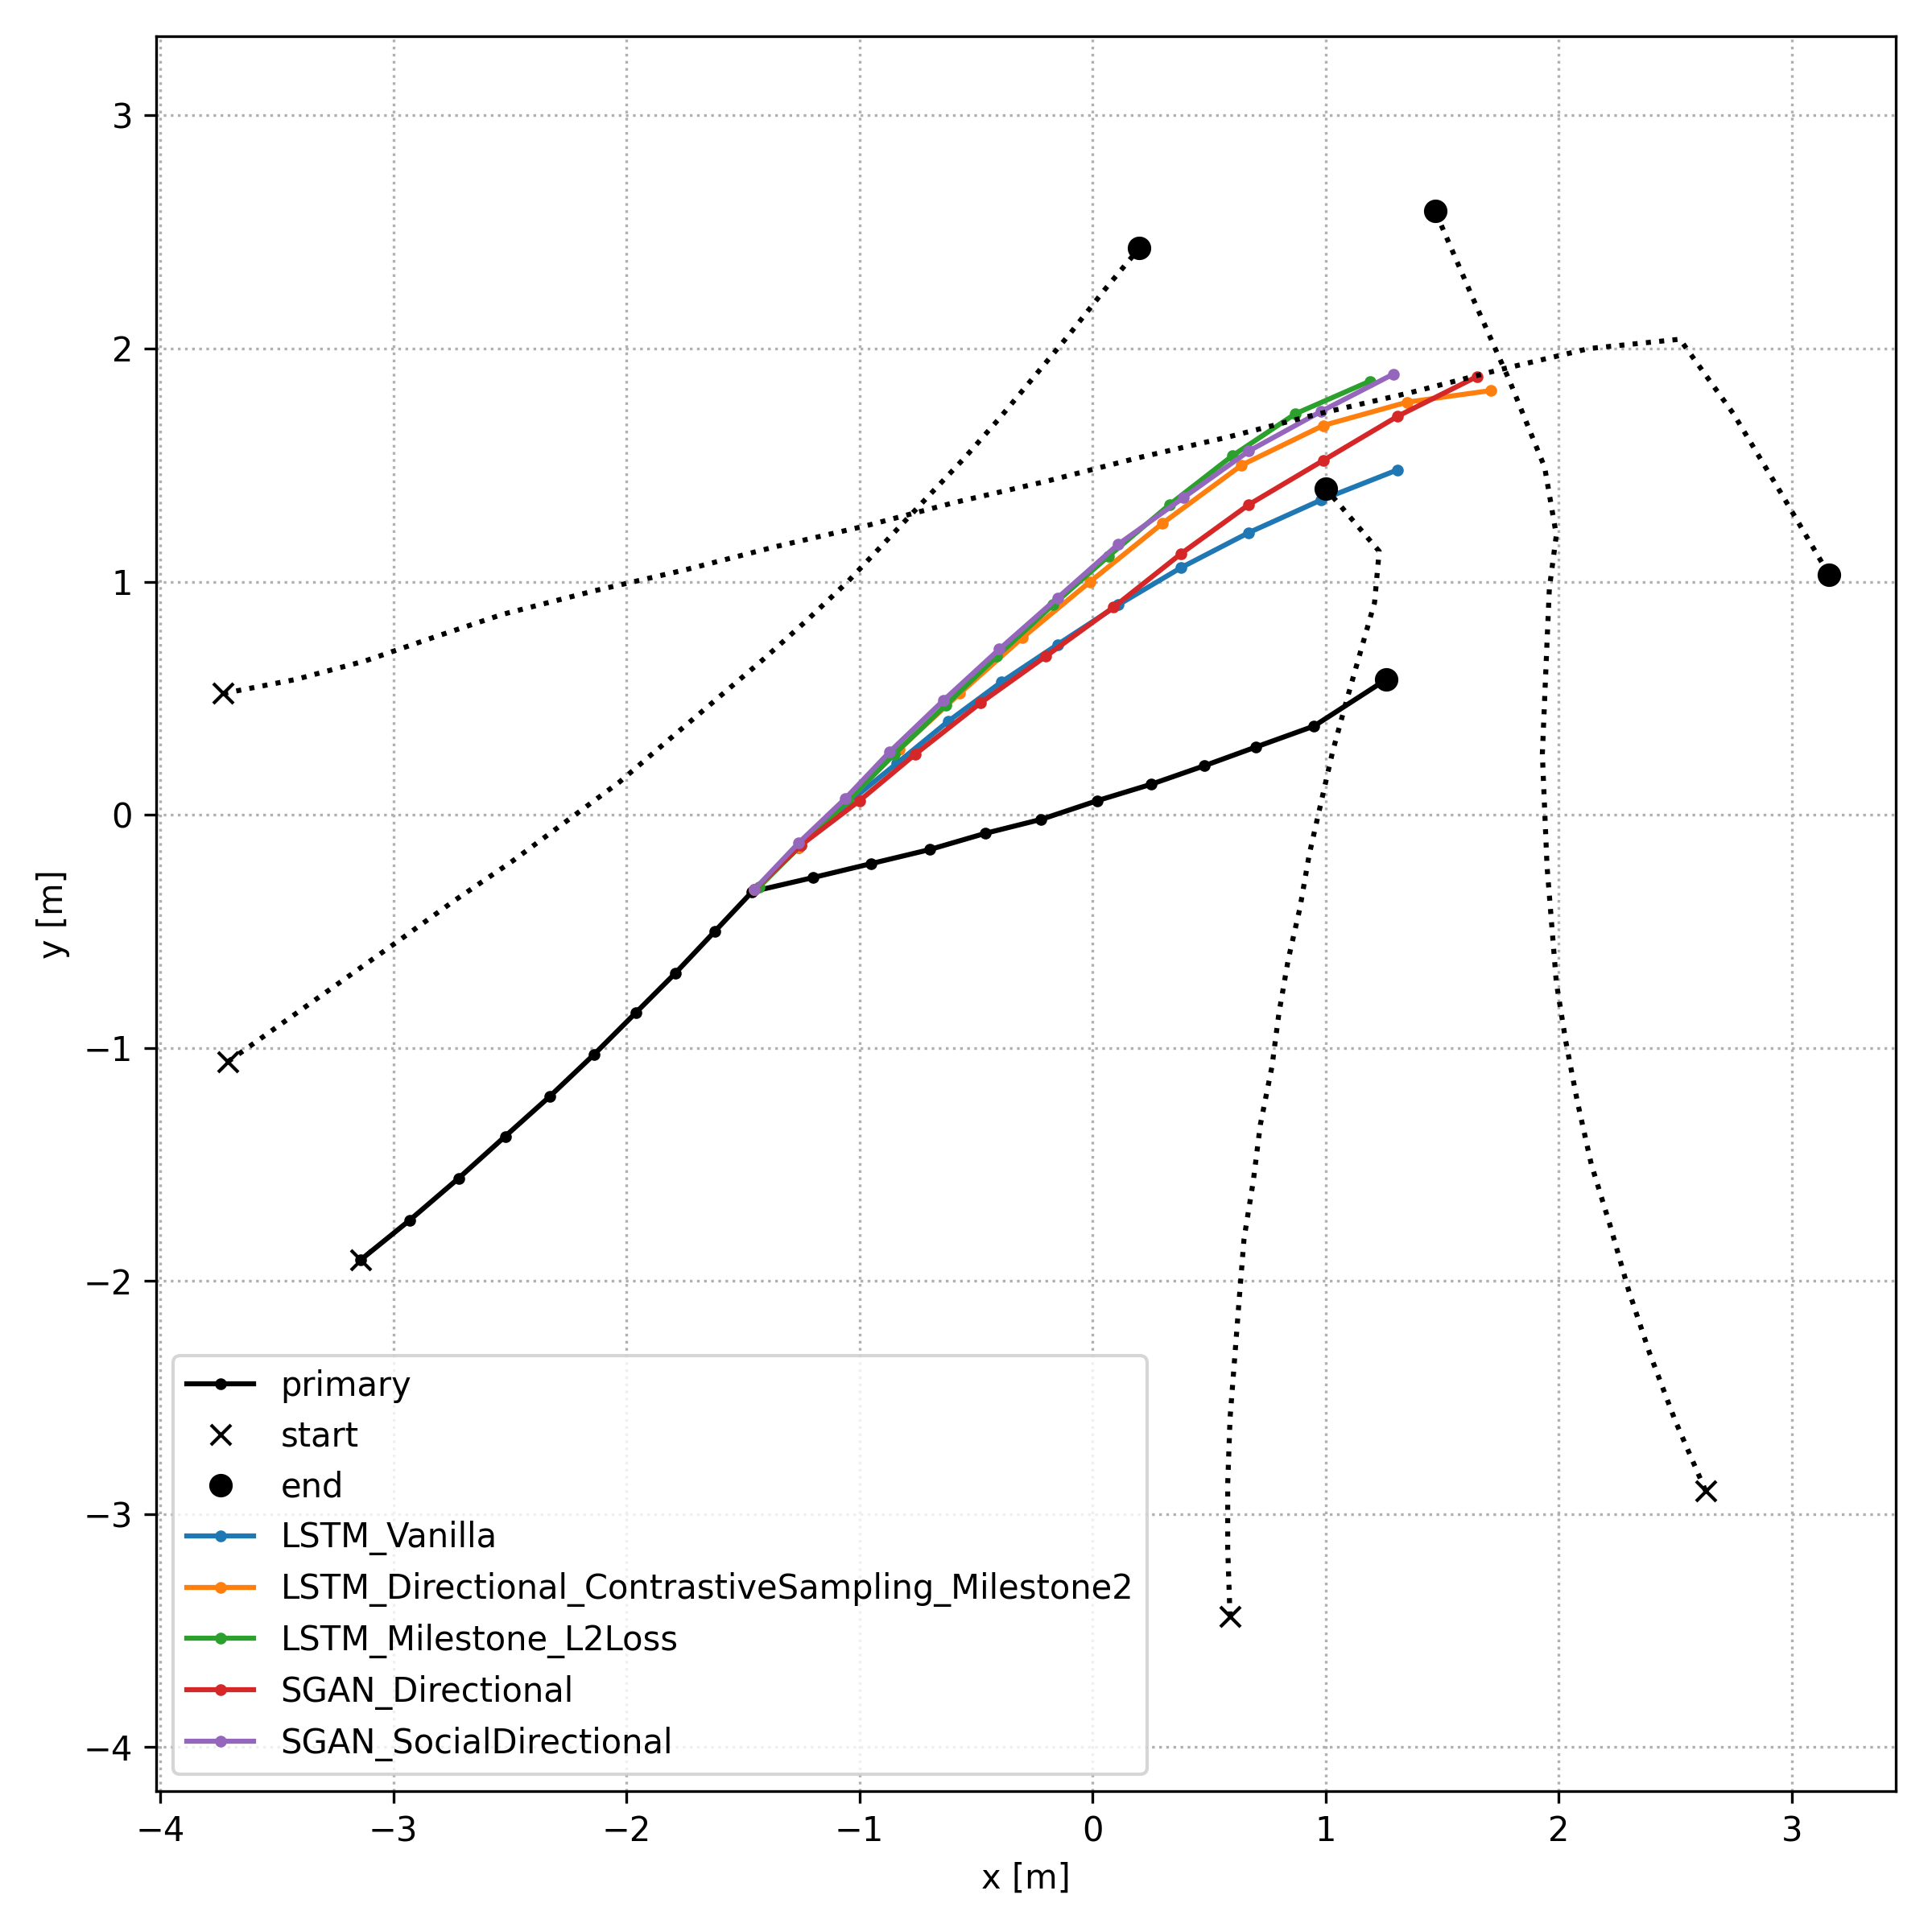 3
2
1
0
−1
−2
−3
−4
y [m]
primary
start
end
LSTM_Vanilla
LSTM_Directional_ContrastiveSampling_Milestone2
LSTM_Milestone_L2Loss
SGAN_Directional
SGAN_SocialDirectional
−4
−3
−2
−1
0
1
2
3
x [m]